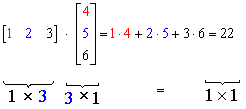 [1 2 3] · [4 5 6] = 1 · 4 + 2 · 5 + 3 · 6 = 22
1 × 3 3 × 1 = 1 × 1